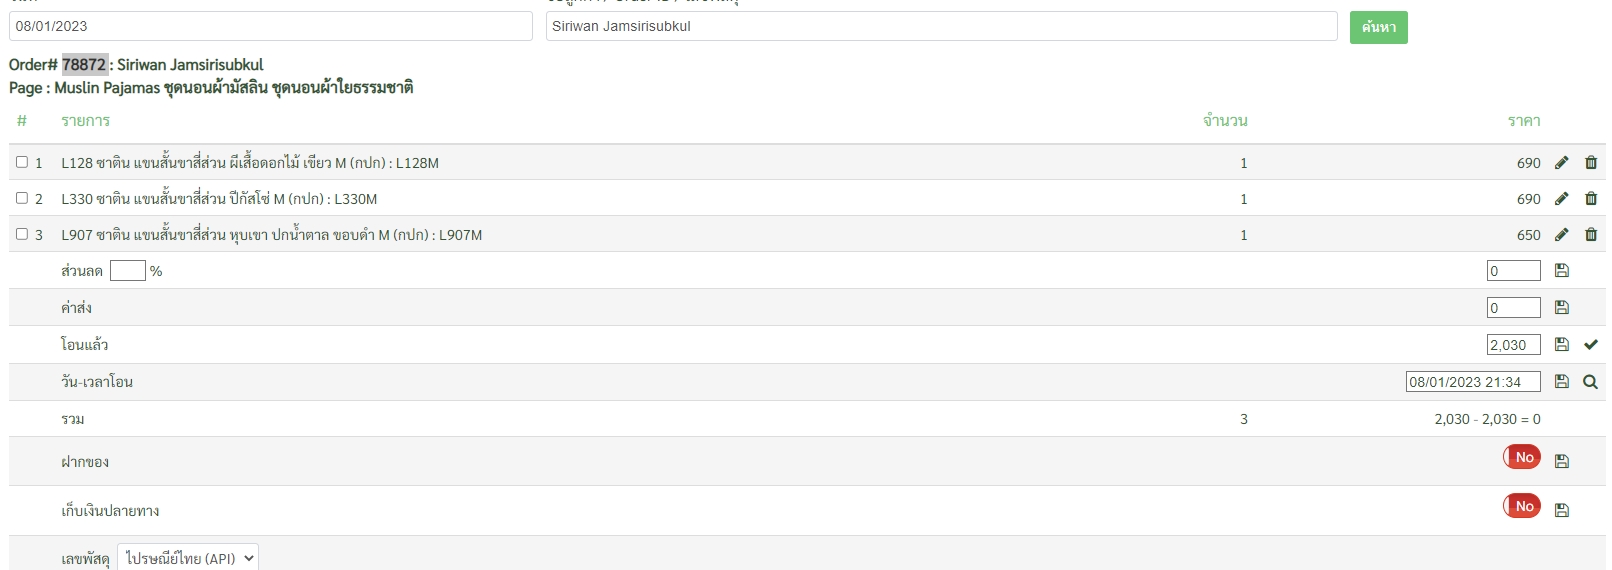 08/01/2023
Siriwan Jamsirisubkul
ค้นหา
Order# 78872 : Siriwan Jamsirisubkul
Page : Muslin Pajamas ชุดนอนผ้ามัสลิน ชุดนอนผ้าใยธรรมชาติ
# รายการ จำนวน ราคา
1 L128 ซาติน แขนสั้นขาสี่ส่วน ผีเสื้อดอกไม้ เขียว M (กปก) : L128M 1 690
2 L330 ซาติน แขนสั้นขาสี่ส่วน ปีกัสโซ่ M (กปก) : L330M 1 690
3 L907 ซาติน แขนสั้นขาสี่ส่วน หุบเขา ปกน้ำตาล ขอบดำ M (กปก) : L907M 1 650
ส่วนลด % 0
ค่าส่ง 0
โอนแล้ว 2,030
วัน-เวลาโอน 08/01/2023 21:34
รวม 3 2,030 - 2,030 = 0
ฝากของ No
เก็บเงินปลายทาง No
เลขพัสดุ ไปรษณีย์ไทย (API)